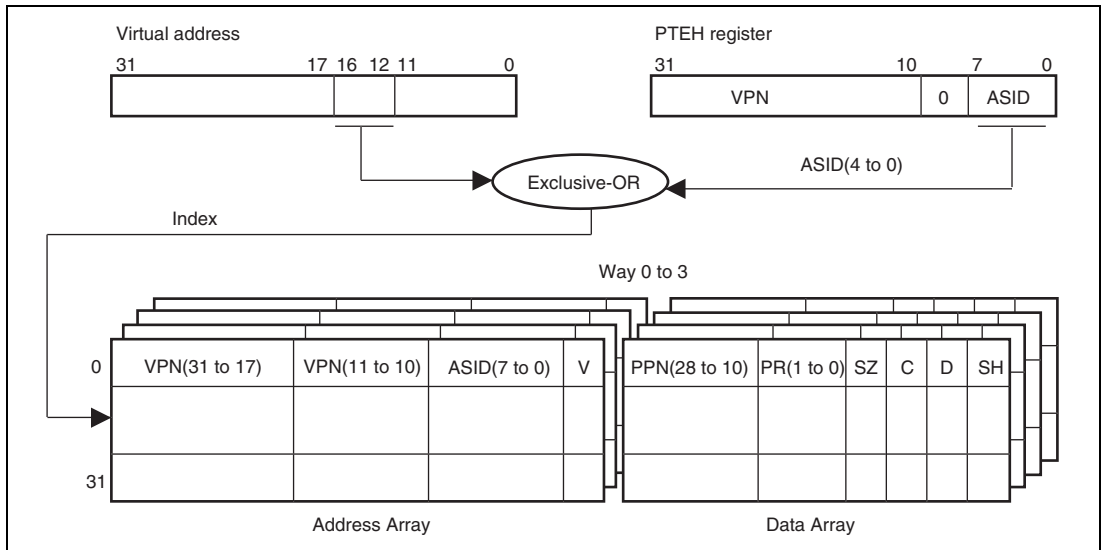 Virtual address
PTEH register
31 17 16 12 11 0
31 10 7 0
VPN 0 ASID
ASID(4 to 0)
Exclusive-OR
Index
Way 0 to 3
0 VPN(31 to 17) VPN(11 to 10) ASID(7 to 0) V PPN(28 to 10) PR(1 to 0) SZ C D SH
31
Address Array
Data Array